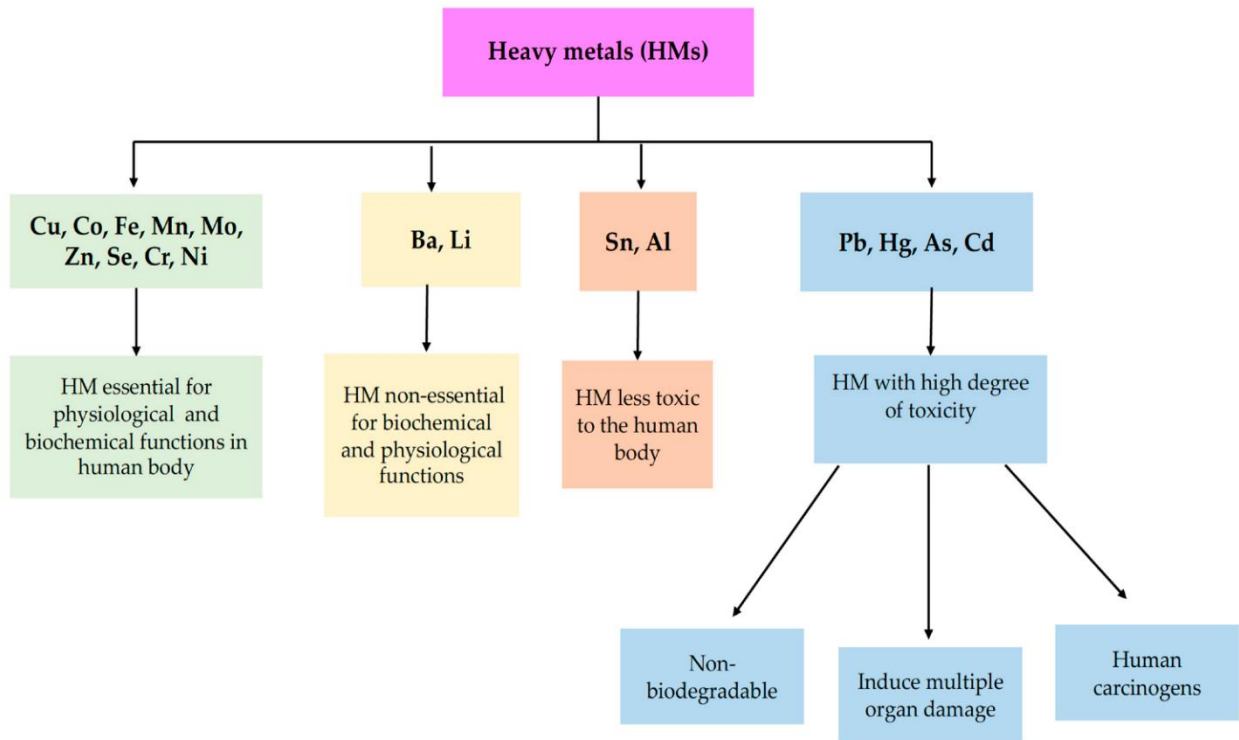 Heavy metals (HMs)
Cu, Co, Fe, Mn, Mo,
Zn, Se, Cr, Ni
Ba, Li
Sn, Al
Pb, Hg, As, Cd
HM essential for
physiological and
biochemical functions in
human body
HM non-essential
for biochemical
and physiological
functions
HM less toxic
to the human
body
HM with high degree
of toxicity
Non-
biodegradable
Induce multiple
organ damage
Human
carcinogens